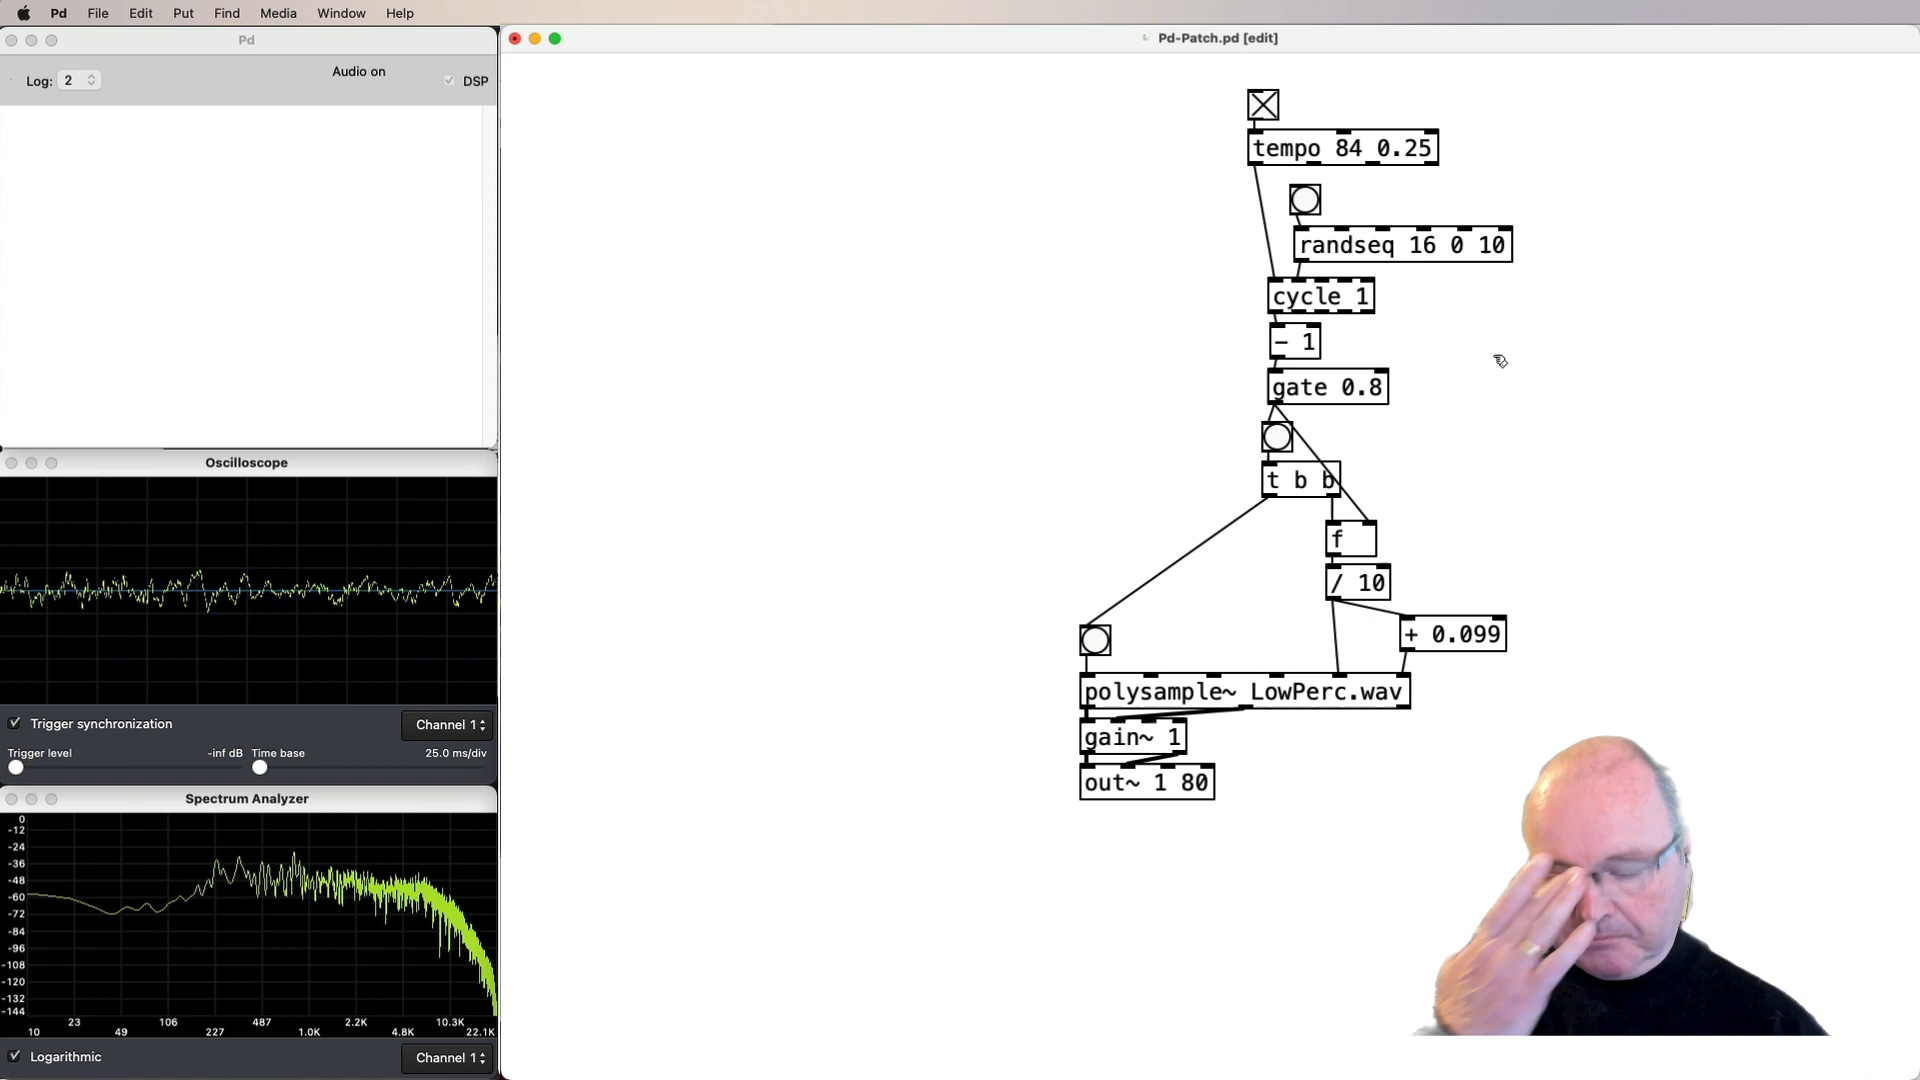 Pd File Edit Put Find Media Window Help
Pd
Log: 2
Audio on
DSP
Oscilloscope
Trigger synchronization
Channel 1
Trigger level
-inf dB
Time base
25.0 ms/div
Spectrum Analyzer
0
-12
-24
-36
-48
-60
-72
-84
-96
-108
-120
-132
-144
10 23 49 106 227 487 1.0K 2.2K 4.8K 10.3K 22.1K
Logarithmic
Channel 1
Pd-Patch.pd [edit]
tempo 84 0.25
randseq 16 0 10
cycle 1
- 1
gate 0.8
t b b
f
/ 10
+ 0.099
polysample~ LowPerc.wav
gain~ 1
out~ 1 80